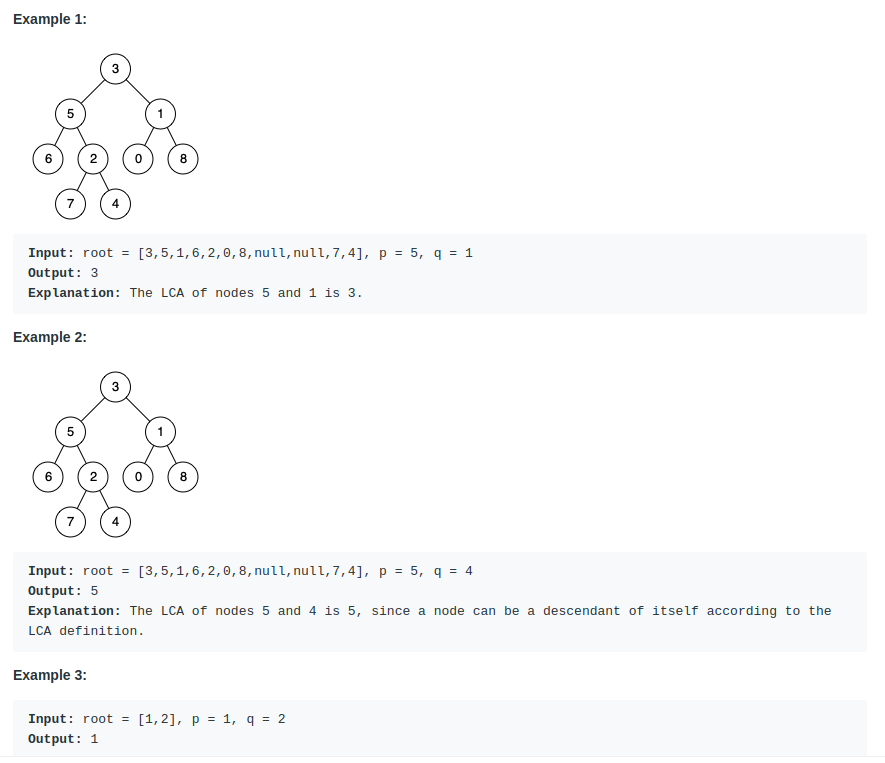 Example 1:
3
5 1
6 2 0 8
7 4
Input: root = [3,5,1,6,2,0,8,null,null,7,4], p = 5, q = 1
Output: 3
Explanation: The LCA of nodes 5 and 1 is 3.
Example 2:
3
5 1
6 2 0 8
7 4
Input: root = [3,5,1,6,2,0,8,null,null,7,4], p = 5, q = 4
Output: 5
Explanation: The LCA of nodes 5 and 4 is 5, since a node can be a descendant of itself according to the
LCA definition.
Example 3:
Input: root = [1,2], p = 1, q = 2
Output: 1